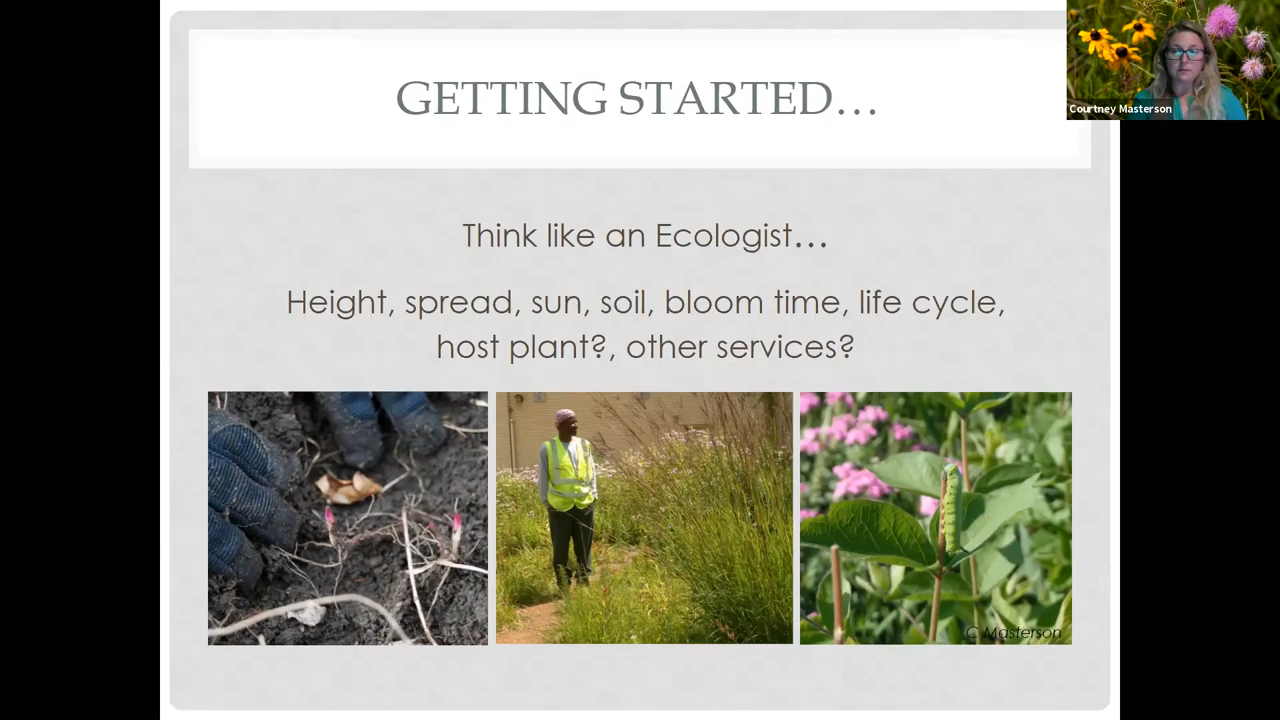 GETTING STARTED...
Courtney Masterson
Think like an Ecologist...
Height, spread, sun, soil, bloom time, life cycle,
host plant?, other services?
C Masterson